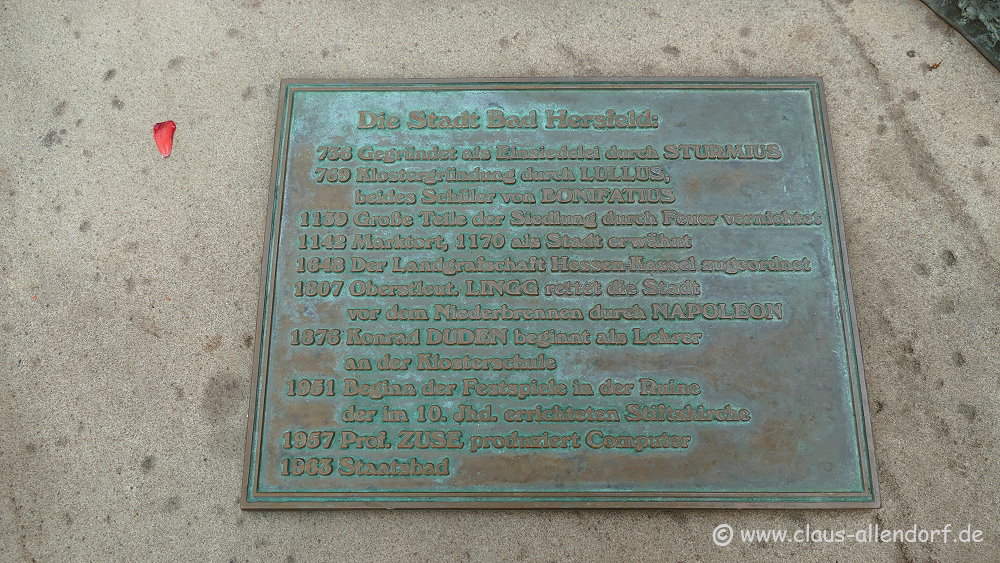 Die Stadt Bad Hersfeld:
736 Gegründet als Einsiedelei durch STURMIUS
769 Klostergründung durch LULLUS,
beides Schüler von BONIFATIUS
1139 Große Teile der Siedlung durch Feuer vernichtet
1142 Marktort, 1170 als Stadt erwähnt
1648 Der Landgrafschaft Hessen-Kassel zugeordnet
1807 Oberstleut. LINGG rettet die Stadt
vor dem Niederbrennen durch NAPOLEON
1876 Konrad DUDEN beginnt als Lehrer
an der Klosterschule
1951 Beginn der Festspiele in der Ruine
der im 10. Jhd. errichteten Stiftskirche
1957 Prof. ZUSE produziert Computer
1963 Staatsbad
© www.claus-allendorf.de